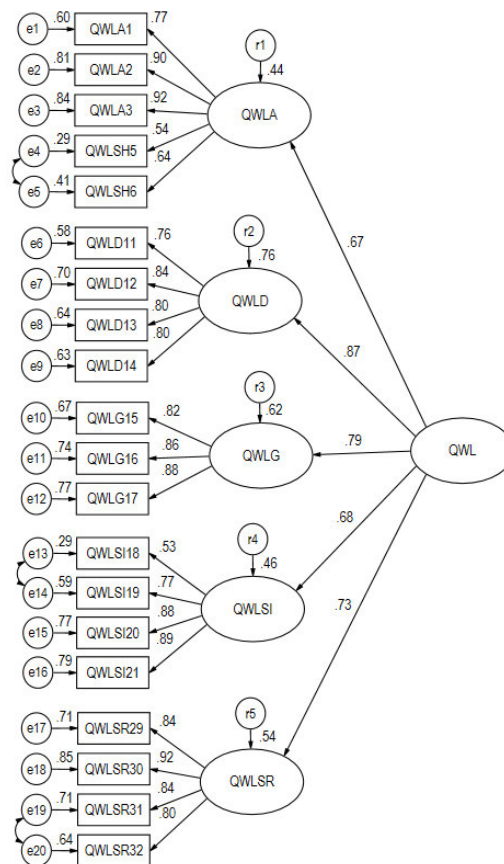 e1 .60 QWLA1 .77
e2 .81 QWLA2 .90
e3 .84 QWLA3 .92
e4 .29 QWLSH5 .54
e5 .41 QWLSH6 .64
r1
.44
QWLA
.67
e6 .58 QWLD11 .76
e7 .70 QWLD12 .84
e8 .64 QWLD13 .80
e9 .63 QWLD14 .80
r2
.76
QWLD
.87
e10 .67 QWLG15 .82
e11 .74 QWLG16 .86
e12 .77 QWLG17 .88
r3
.62
QWLG
.79
QWL
e13 .29 QWLSI18 .53
e14 .59 QWLSI19 .77
e15 .77 QWLSI20 .88
e16 .79 QWLSI21 .89
r4
.46
QWLSI
.68
e17 .71 QWLSR29 .84
e18 .85 QWLSR30 .92
e19 .71 QWLSR31 .84
e20 .64 QWLSR32 .80
r5
.54
QWLSR
.73